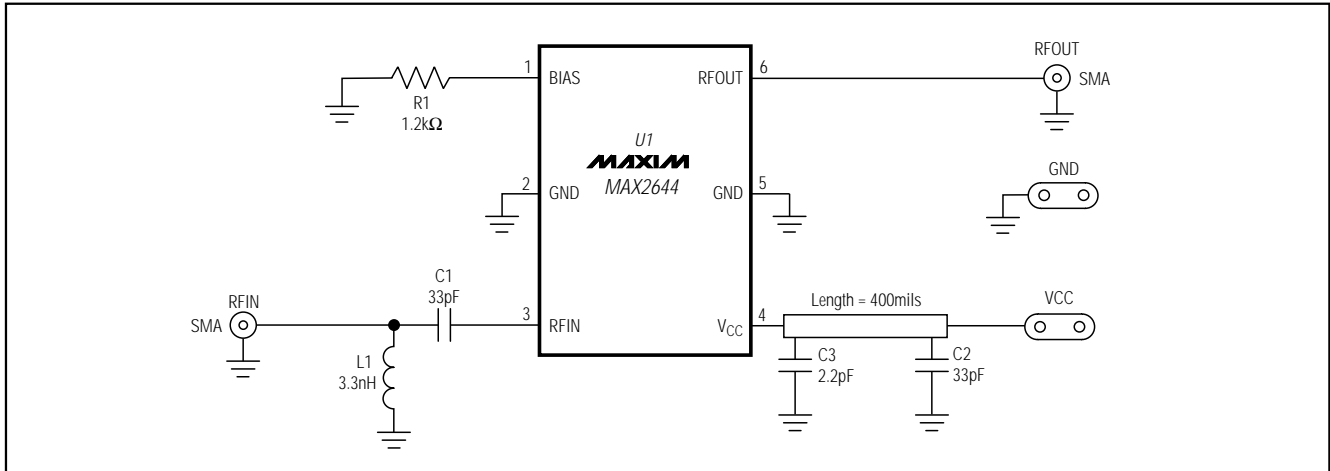 RFOUT
SMA
R1
1.2kΩ
1
BIAS
RFOUT
6
U1
MAXIM
MAX2644
2
GND
GND
5
GND
C1
33pF
RFIN
SMA
L1
3.3nH
3
RFIN
VCC
4
Length = 400mils
VCC
C3
2.2pF
C2
33pF